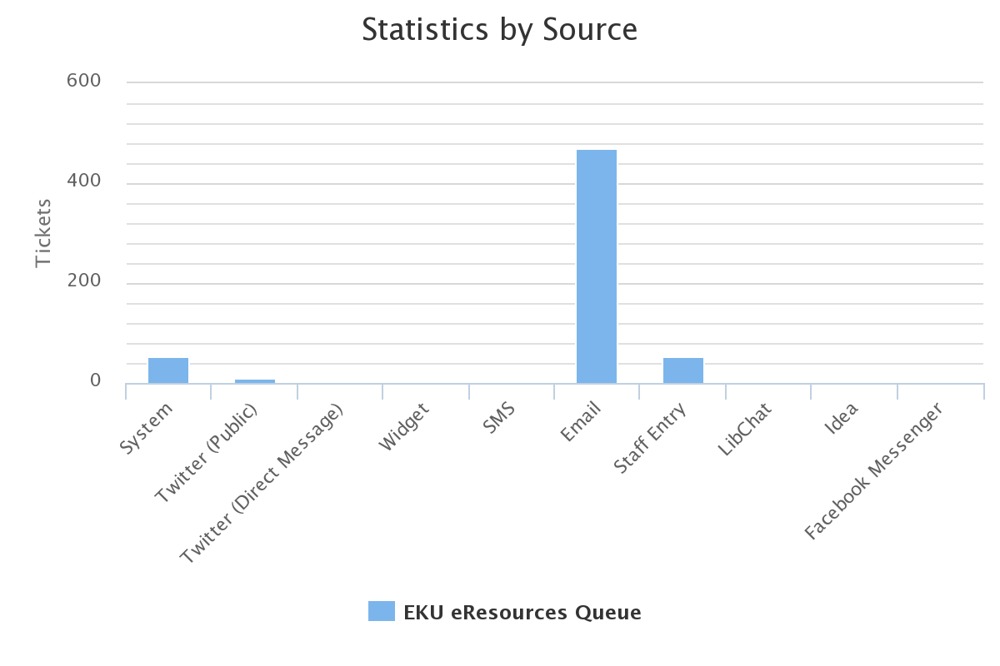 Statistics by Source
600
400
200
0
Tickets
System
Twitter (Public)
Twitter (Direct Message)
Widget
SMS
Email
Staff Entry
LibChat
Idea
Facebook Messenger
EKU eResources Queue